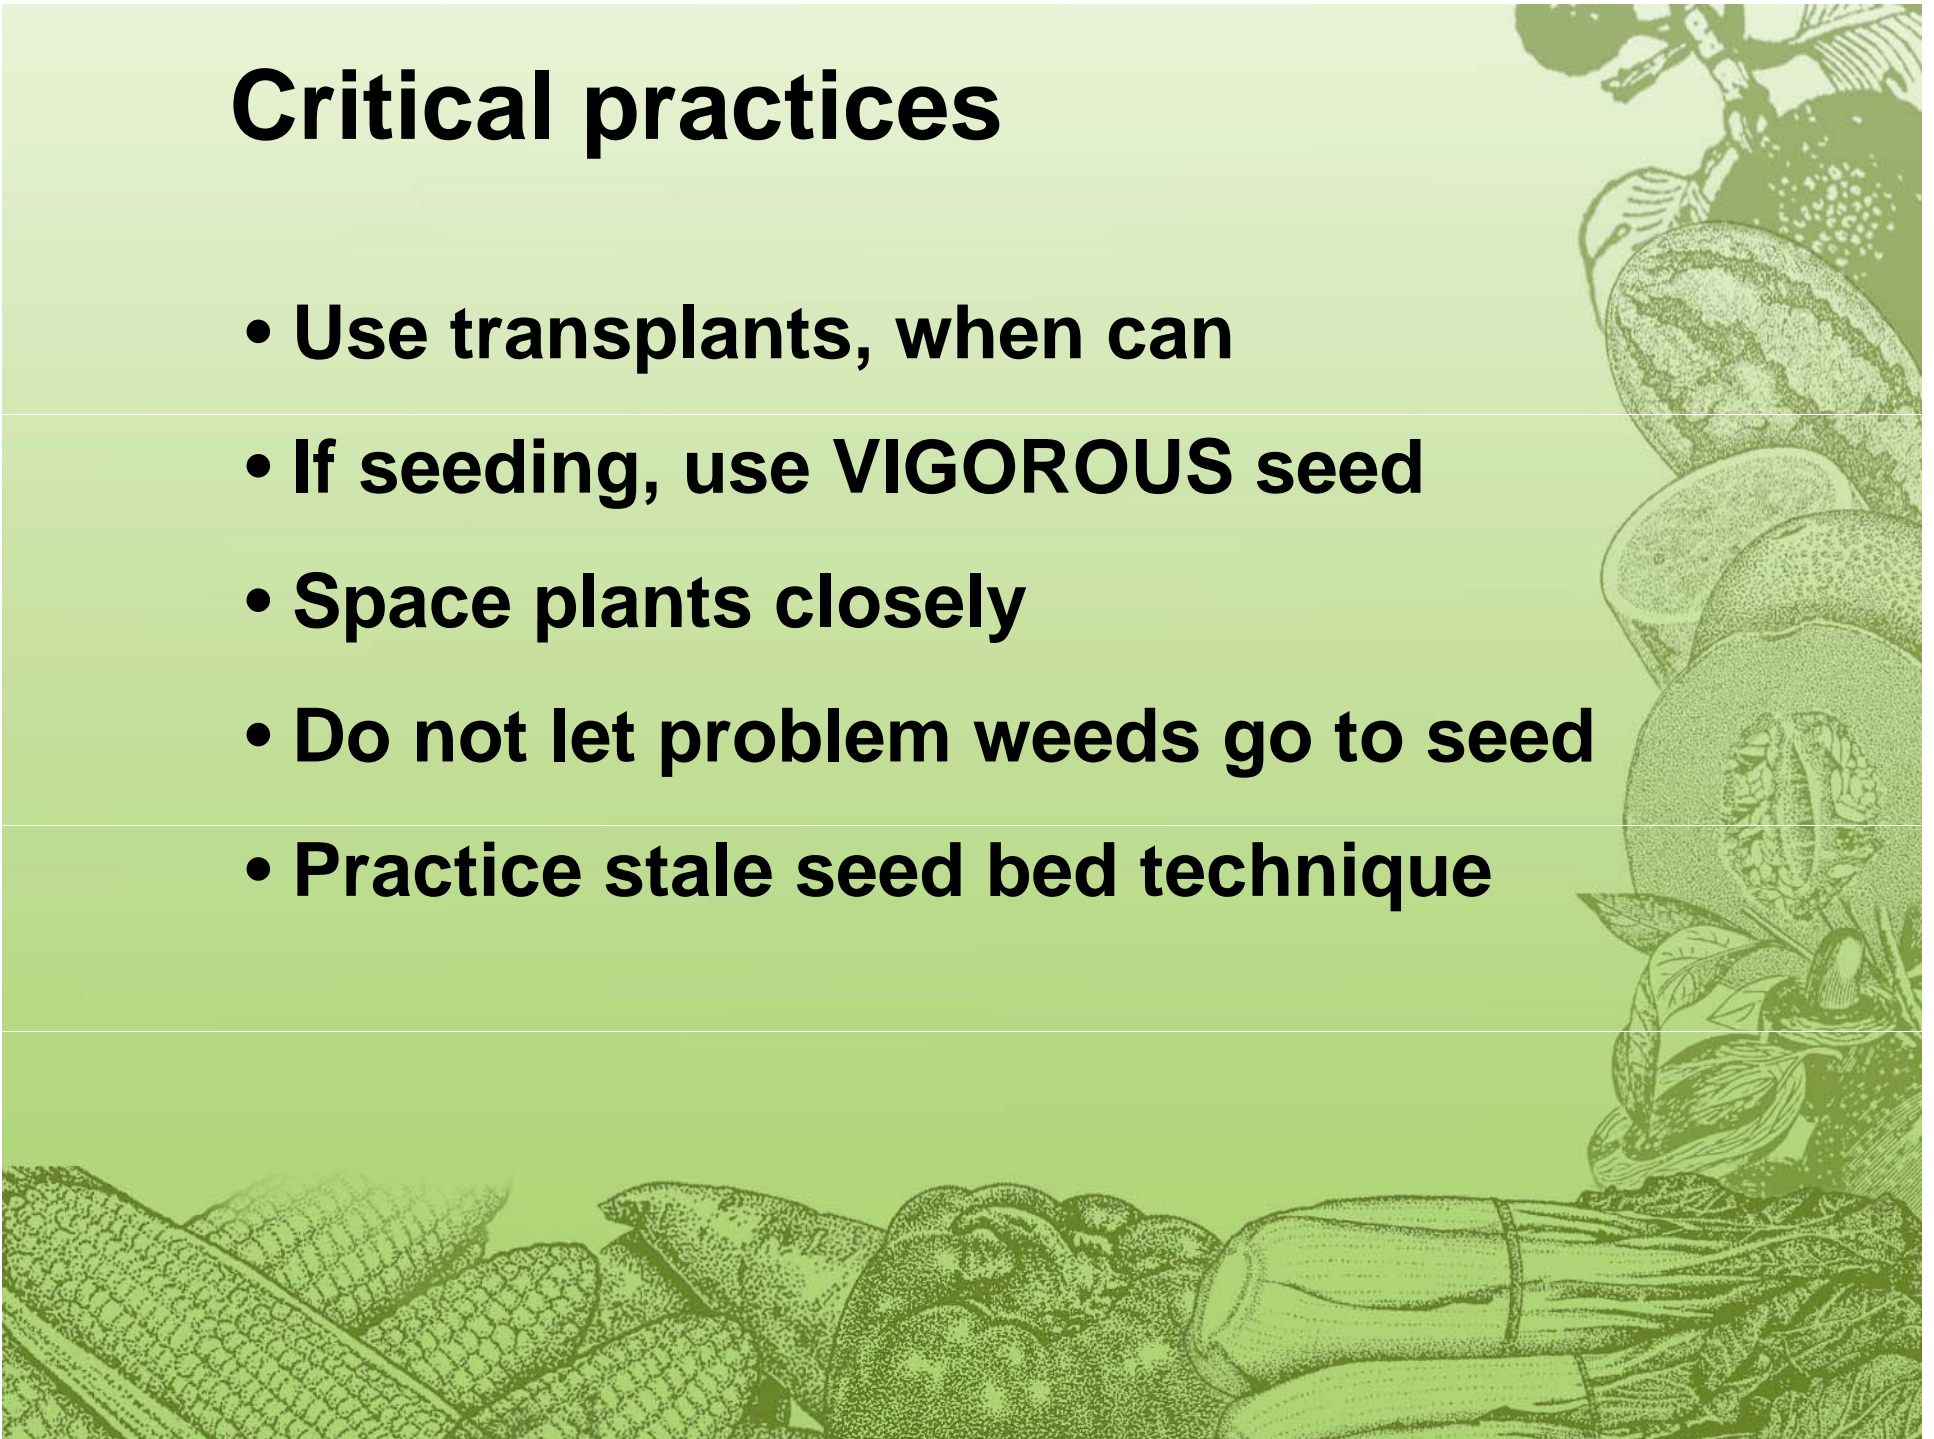 Critical practices
• Use transplants, when can
• If seeding, use VIGOROUS seed
• Space plants closely
• Do not let problem weeds go to seed
• Practice stale seed bed technique